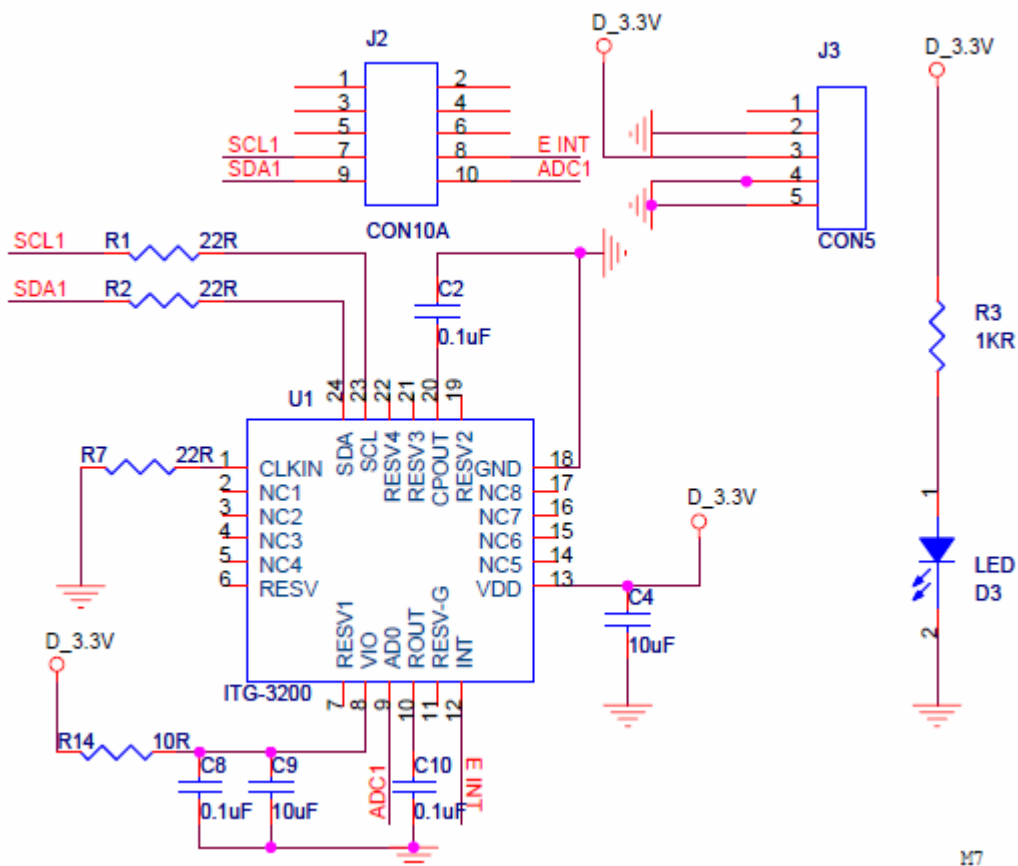 D_3.3V
J2
D_3.3V
J3
1 2
3 4
5 6
SCL1 7 8 E INT
SDA1 9 10 ADC1
CON10A
1
2
3
4
5
CON5
SCL1 R1 22R
SDA1 R2 22R
C2
0.1uF
R3
1KR
U1
24 23 22 21 20 19
SDA SCL RESV4 RESV3 CPOUT RESV2
R7 22R 1 CLKIN GND 18
2 NC1 NC8 17
3 NC2 NC7 16
4 NC3 NC6 15
5 NC4 NC5 14
6 RESV VDD 13
D_3.3V
C4
10uF
1
LED
D3
2
RESV1 VIO AD0 ROUT RESV-G INT
ITG-3200
7 8 9 10 11 12
D_3.3V
R14 10R
C8
0.1uF
C9
10uF
ADC1
C10
0.1uF
E INT
M7